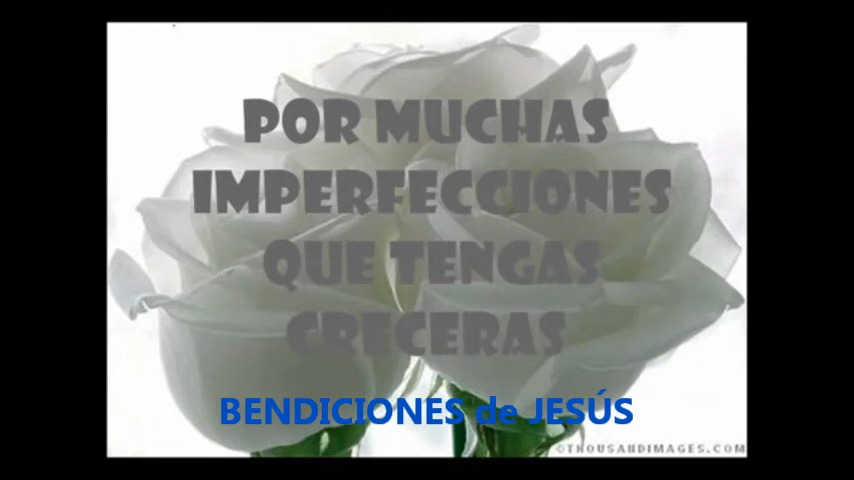 POR MUCHAS
IMPERFECCIONES
QUE TENGAS
CRECERAS
BENDICIONES de JESÚS
©THOUSANDIMAGES.COM